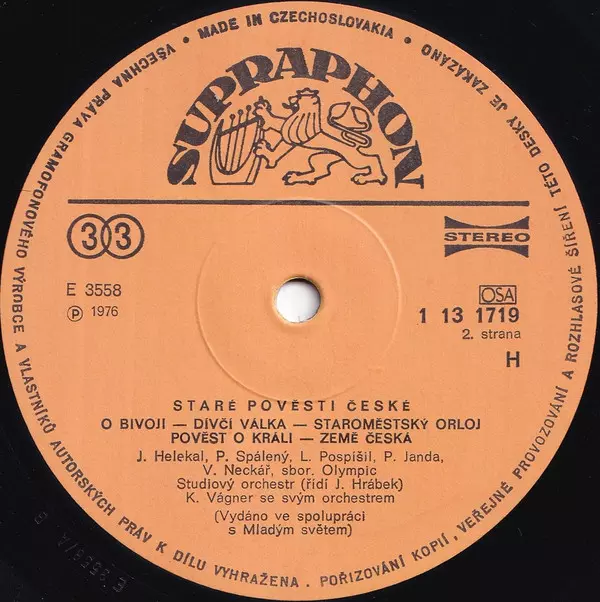 VŠECHNA PRÁVA GRAMOFONOVÉHO VÝROBCE A VLASTNÍKŮ AUTORSKÝCH PRÁV K DÍLU VYHRAŽENA . POŘIZOVÁNÍ KOPIÍ, VEŘEJNÉ PROVOZOVÁNÍ A ROZHLASOVÉ ŠÍŘENÍ TÉTO DESKY JE ZAKÁZÁNO
• MADE IN CZECHOSLOVAKIA •
SUPRAPHON
33
STEREO
E 3558
Ⓟ 1976
OSA
1 13 1719
2. strana
H
STARÉ POVĚSTI ČESKÉ
O BIVOJI — DÍVČÍ VÁLKA — STAROMĚSTSKÝ ORLOJ
POVĚST O KRÁLI — ZEMĚ ČESKÁ
J. Helekal, P. Spálený, L. Pospíšil, P. Janda,
V. Neckář, sbor. Olympic
Studiový orchestr (řídí J. Hrábek)
K. Vágner se svým orchestrem
(Vydáno ve spolupráci
s Mladým světem)